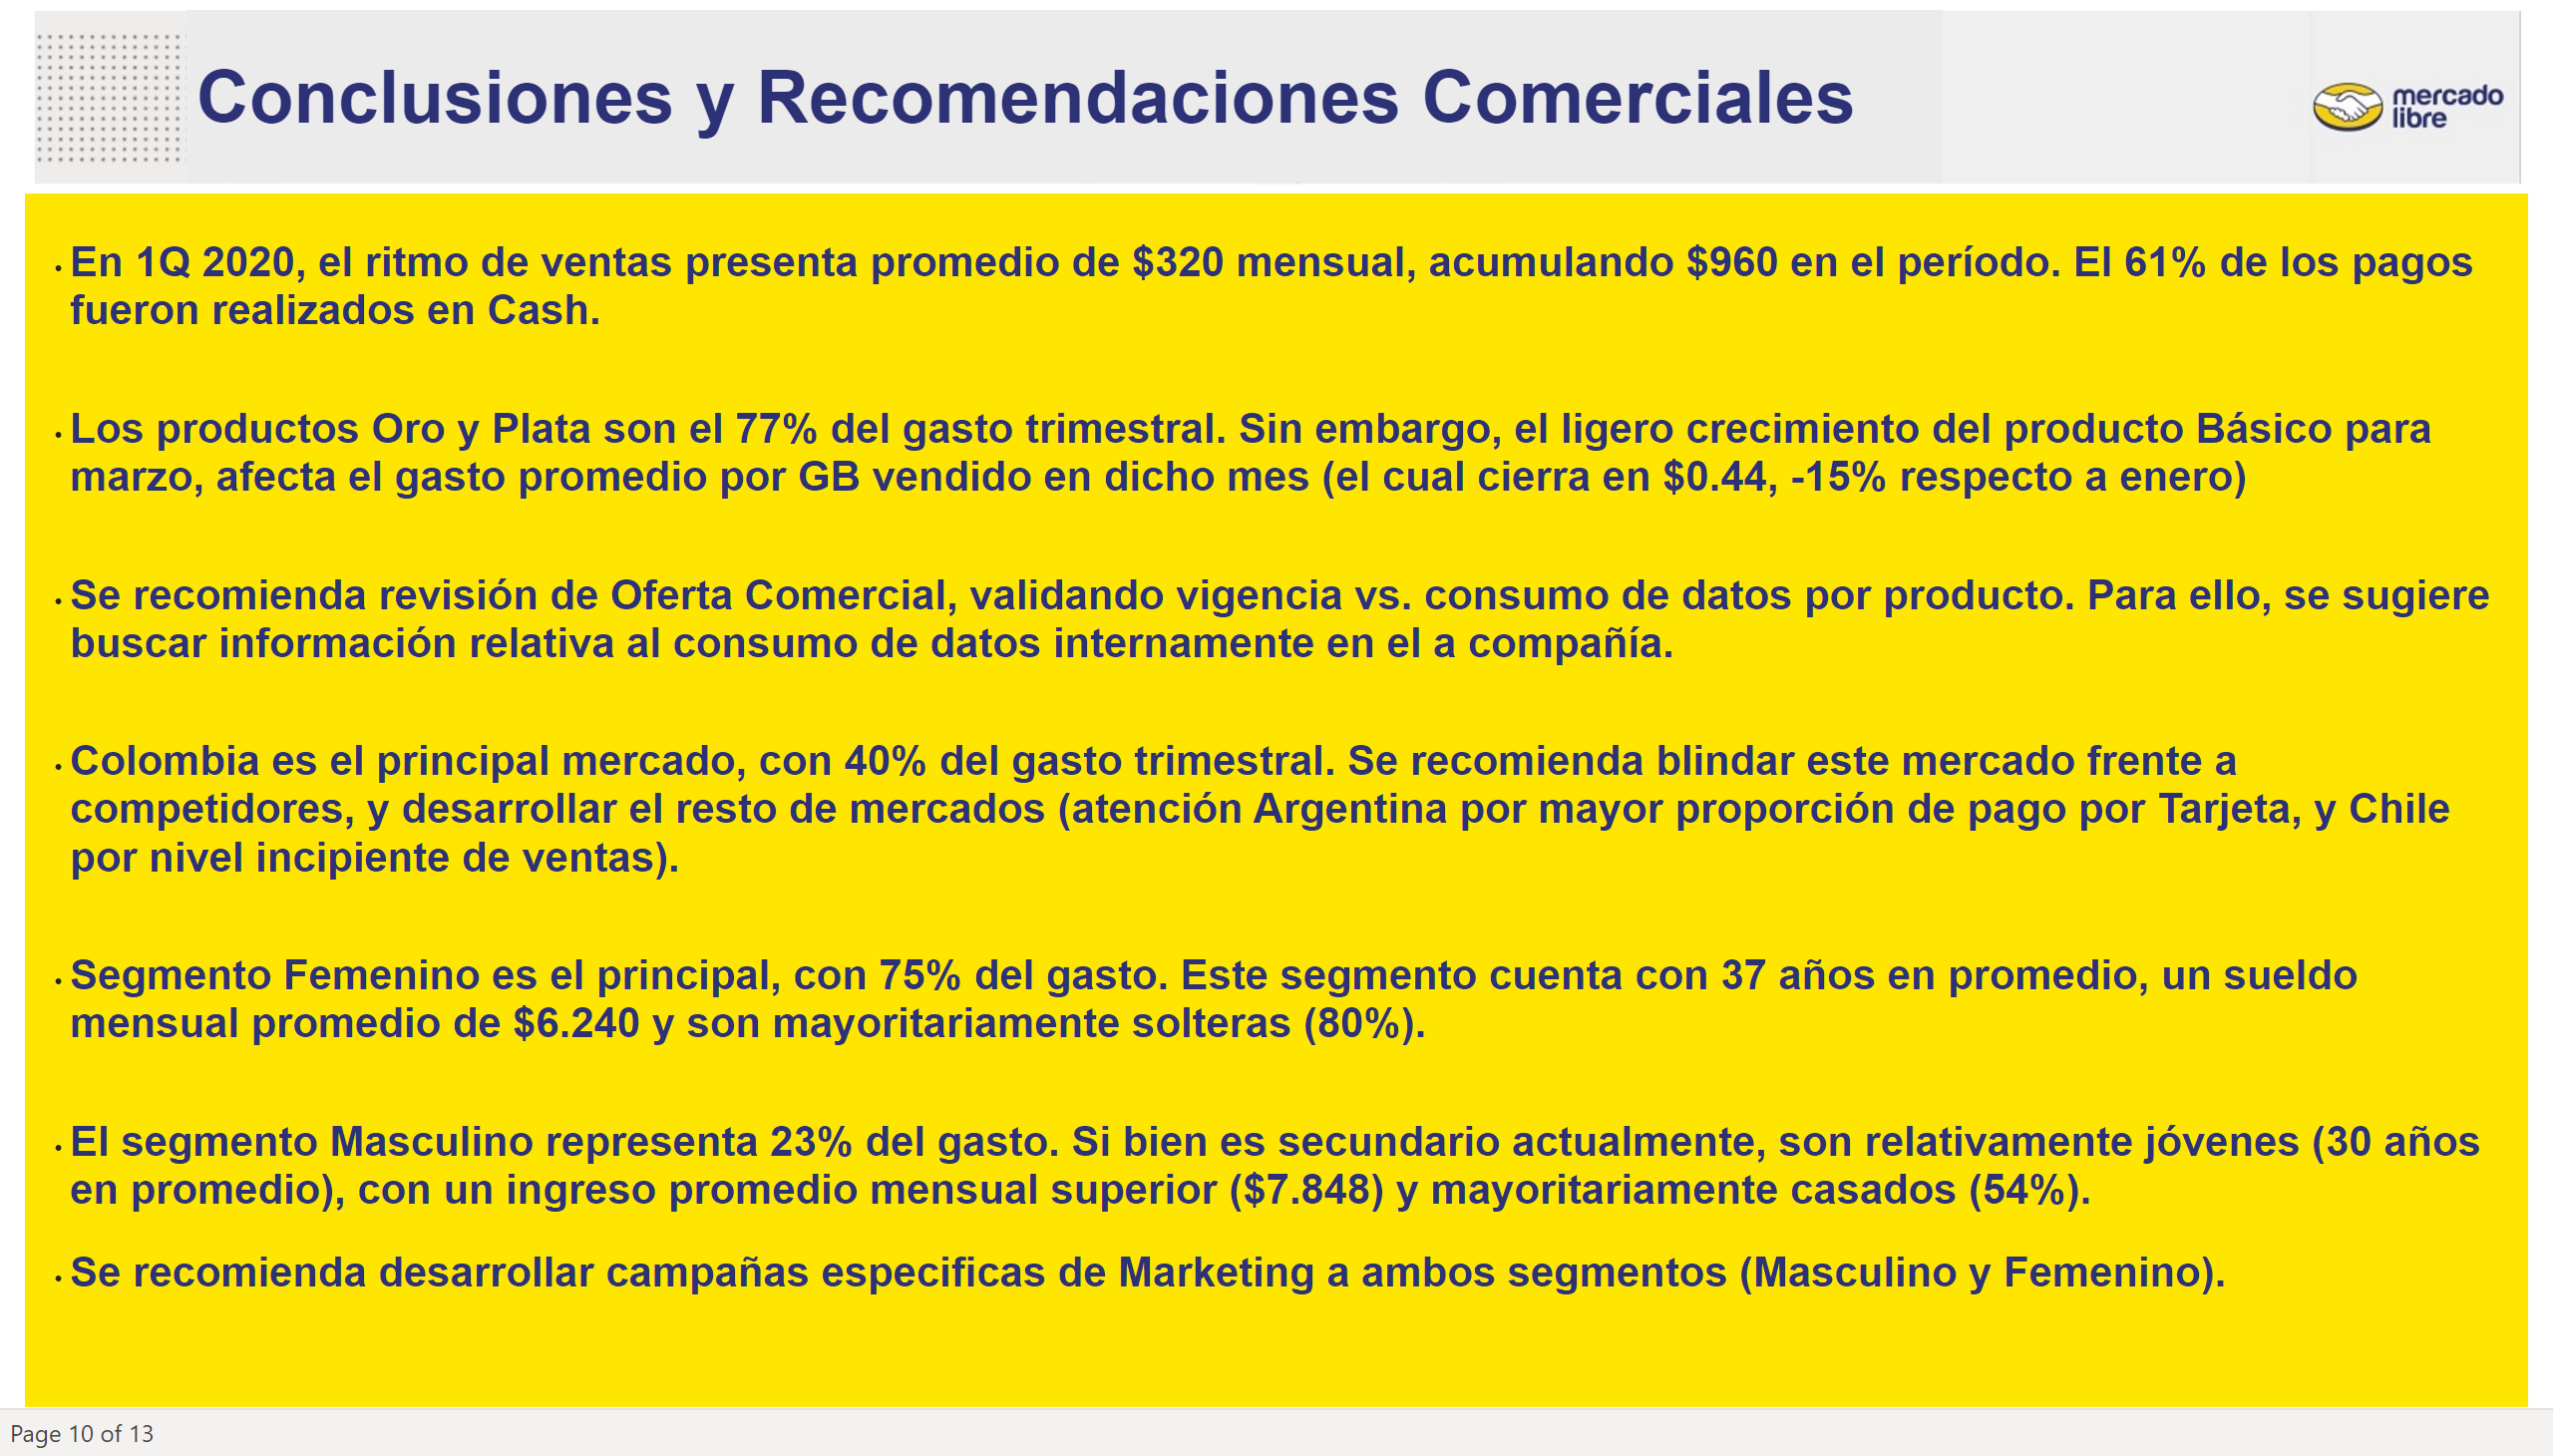 Conclusiones y Recomendaciones Comerciales
mercado
libre
• En 1Q 2020, el ritmo de ventas presenta promedio de $320 mensual, acumulando $960 en el período. El 61% de los pagos
fueron realizados en Cash.
• Los productos Oro y Plata son el 77% del gasto trimestral. Sin embargo, el ligero crecimiento del producto Básico para
marzo, afecta el gasto promedio por GB vendido en dicho mes (el cual cierra en $0.44, -15% respecto a enero)
• Se recomienda revisión de Oferta Comercial, validando vigencia vs. consumo de datos por producto. Para ello, se sugiere
buscar información relativa al consumo de datos internamente en el a compañía.
• Colombia es el principal mercado, con 40% del gasto trimestral. Se recomienda blindar este mercado frente a
competidores, y desarrollar el resto de mercados (atención Argentina por mayor proporción de pago por Tarjeta, y Chile
por nivel incipiente de ventas).
• Segmento Femenino es el principal, con 75% del gasto. Este segmento cuenta con 37 años en promedio, un sueldo
mensual promedio de $6.240 y son mayoritariamente solteras (80%).
• El segmento Masculino representa 23% del gasto. Si bien es secundario actualmente, son relativamente jóvenes (30 años
en promedio), con un ingreso promedio mensual superior ($7.848) y mayoritariamente casados (54%).
• Se recomienda desarrollar campañas especificas de Marketing a ambos segmentos (Masculino y Femenino).
Page 10 of 13